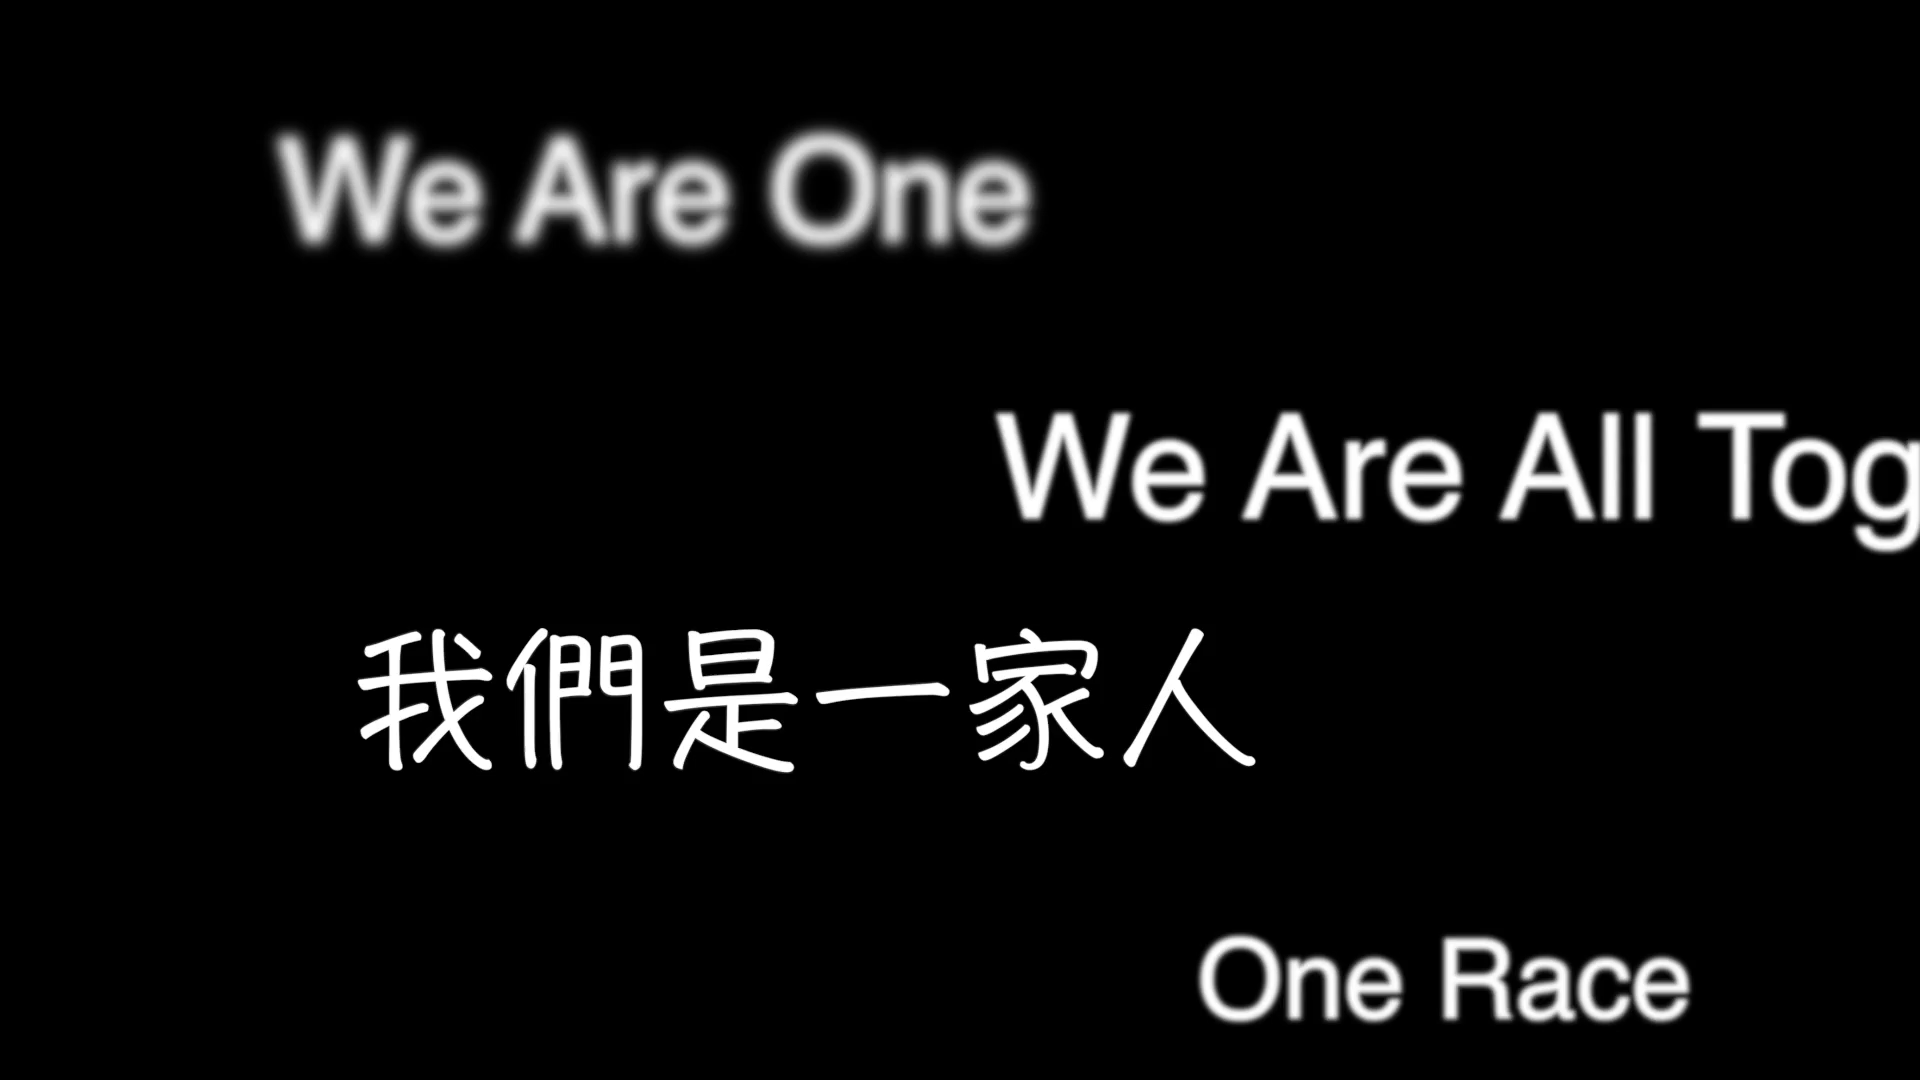 We Are One
We Are All Tog
我們是一家人
One Race